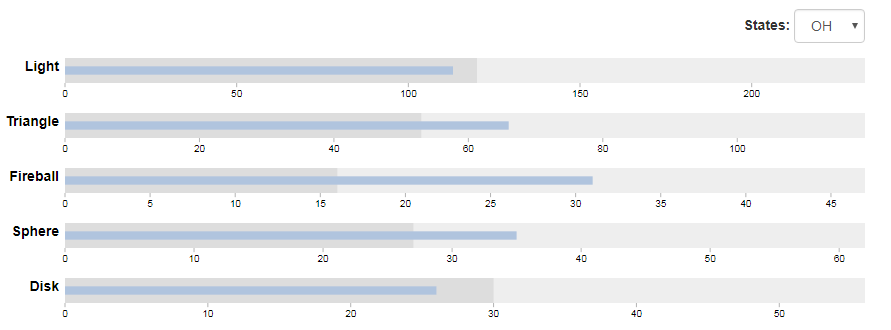 States: OH
Light
0 50 100 150 200
Triangle
0 20 40 60 80 100
Fireball
0 5 10 15 20 25 30 35 40 45
Sphere
0 10 20 30 40 50 60
Disk
0 10 20 30 40 50